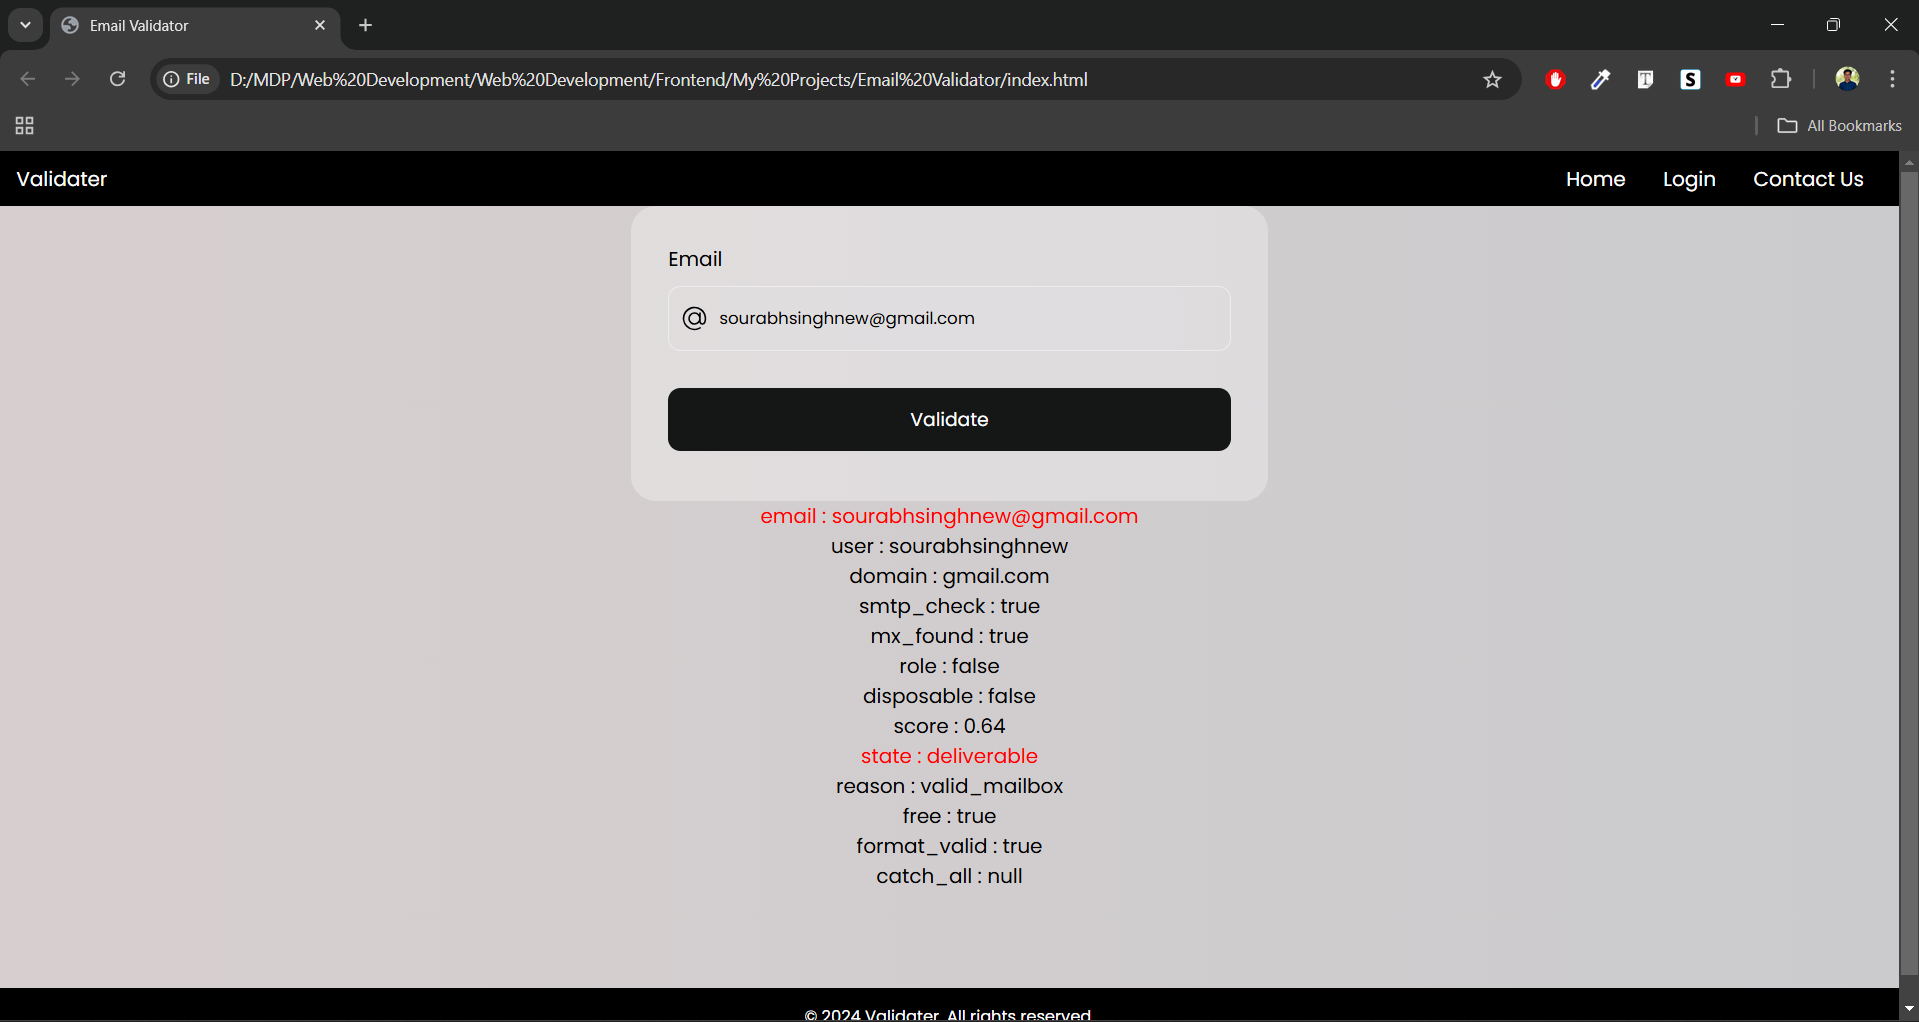 Email Validator
File D:/MDP/Web%20Development/Web%20Development/Frontend/My%20Projects/Email%20Validator/index.html
T S
All Bookmarks
Validater Home Login Contact Us
Email
@ sourabhsinghnew@gmail.com
Validate
email : sourabhsinghnew@gmail.com
user : sourabhsinghnew
domain : gmail.com
smtp_check : true
mx_found : true
role : false
disposable : false
score : 0.64
state : deliverable
reason : valid_mailbox
free : true
format_valid : true
catch_all : null
© 2024 Validater. All rights reserved